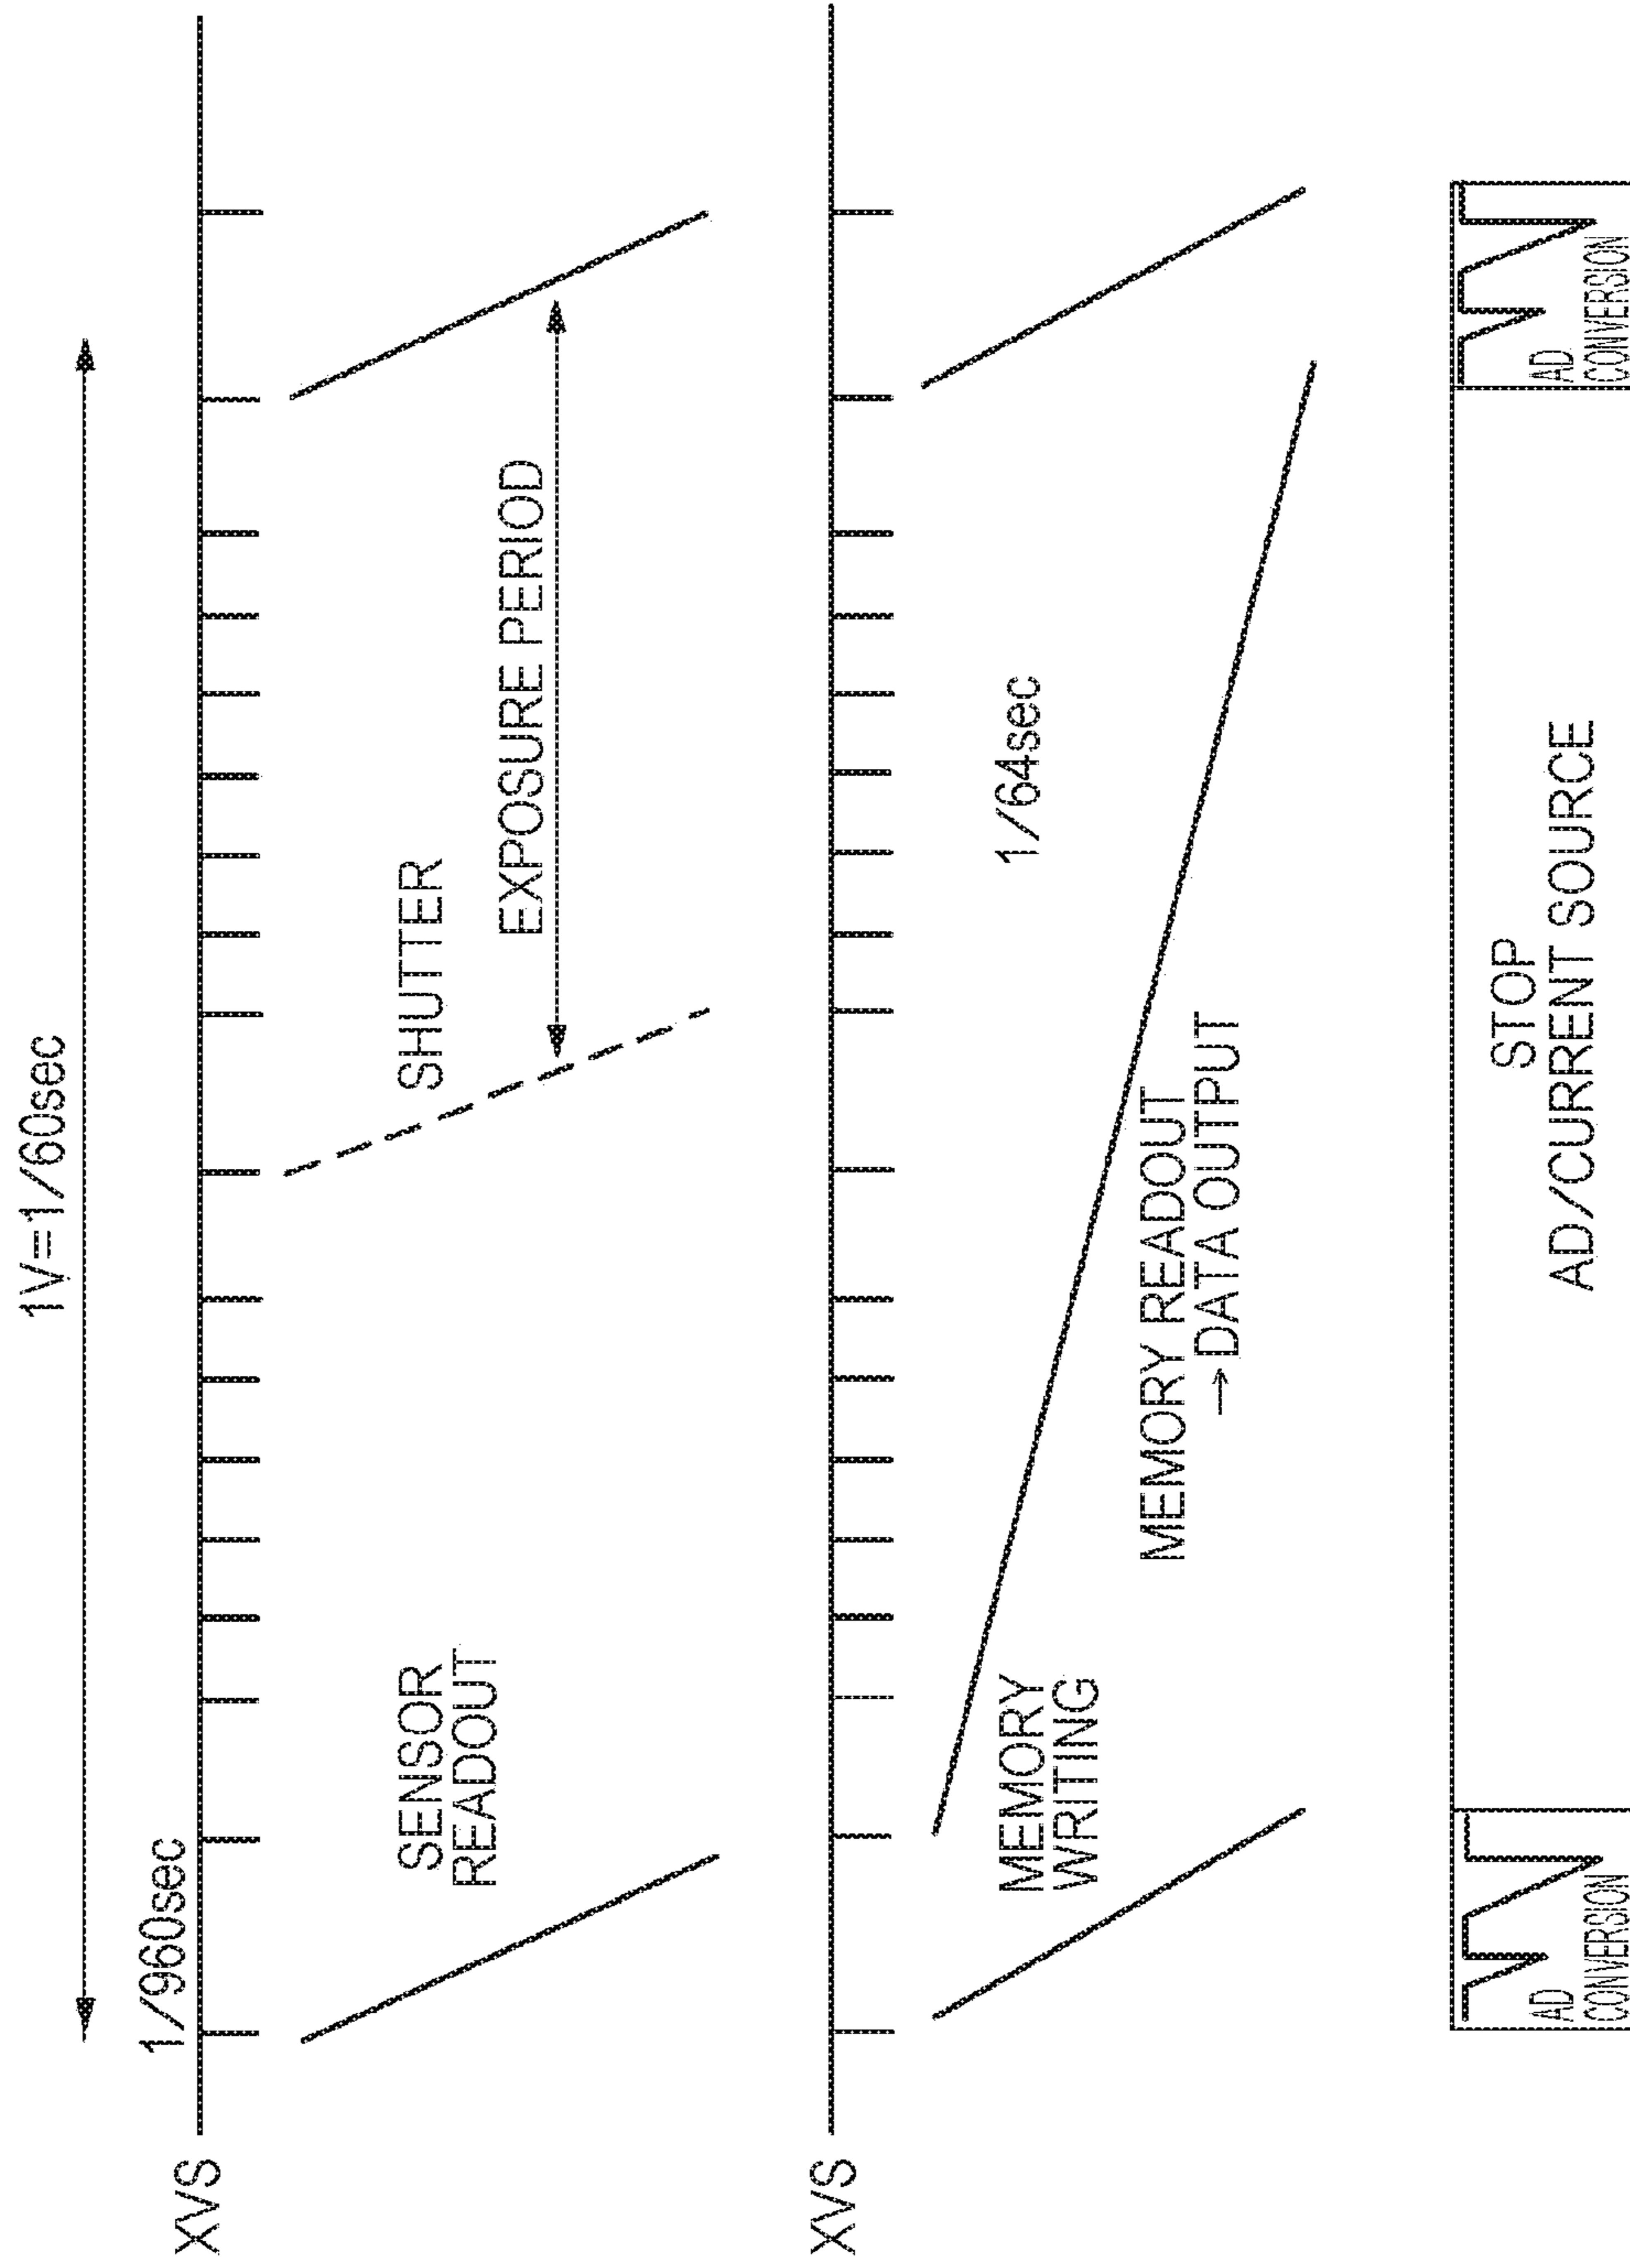 1V=1/60sec
1/960sec
XVS
SENSOR
READOUT
SHUTTER
EXPOSURE PERIOD
XVS
MEMORY
WRITING
1/64sec
MEMORY READOUT
→DATA OUTPUT
AD
CONVERSION
STOP
AD/CURRENT SOURCE
AD
CONVERSION